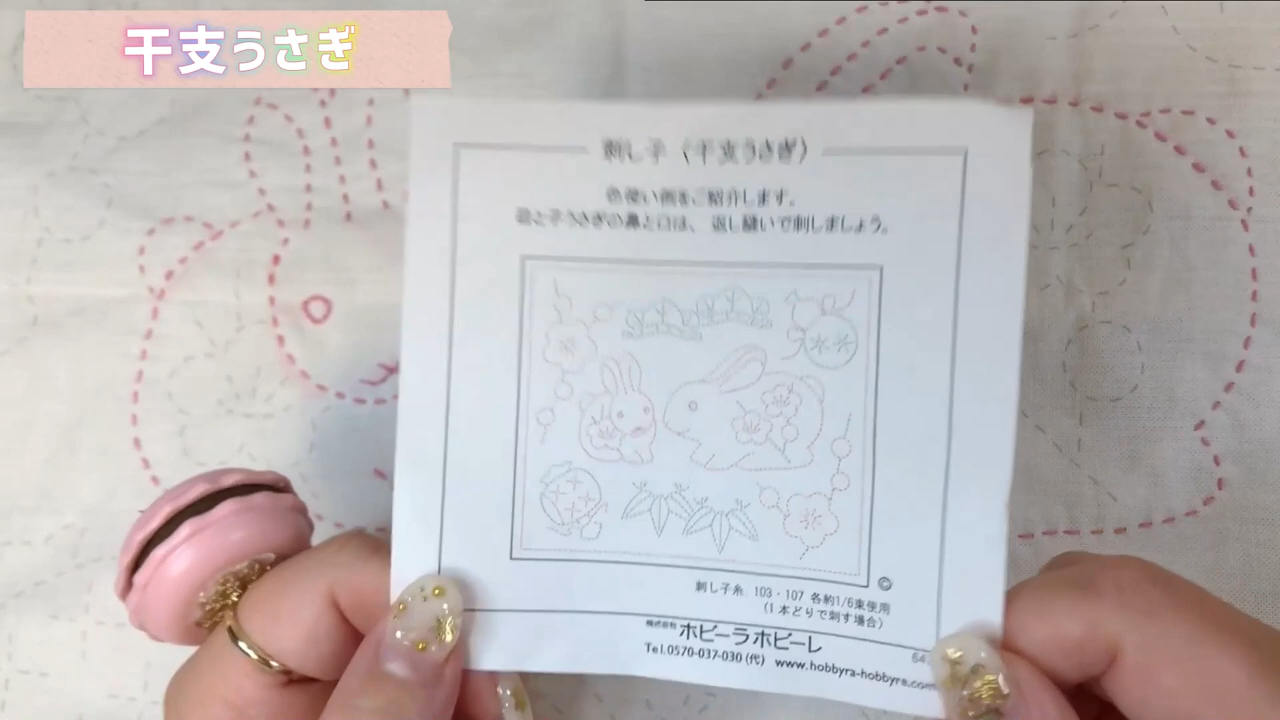 干支うさぎ
刺し子〈干支うさぎ〉
色使い例をご紹介します。
親と子うさぎの鼻と口は、返し縫いで刺しましょう。
©
刺し子糸 103・107 各約1/6束使用
(1本どりで刺す場合)
株式会社 ホビーラホビーレ
Tel.0570-037-030(代) www.hobbyra-hobbyre.com